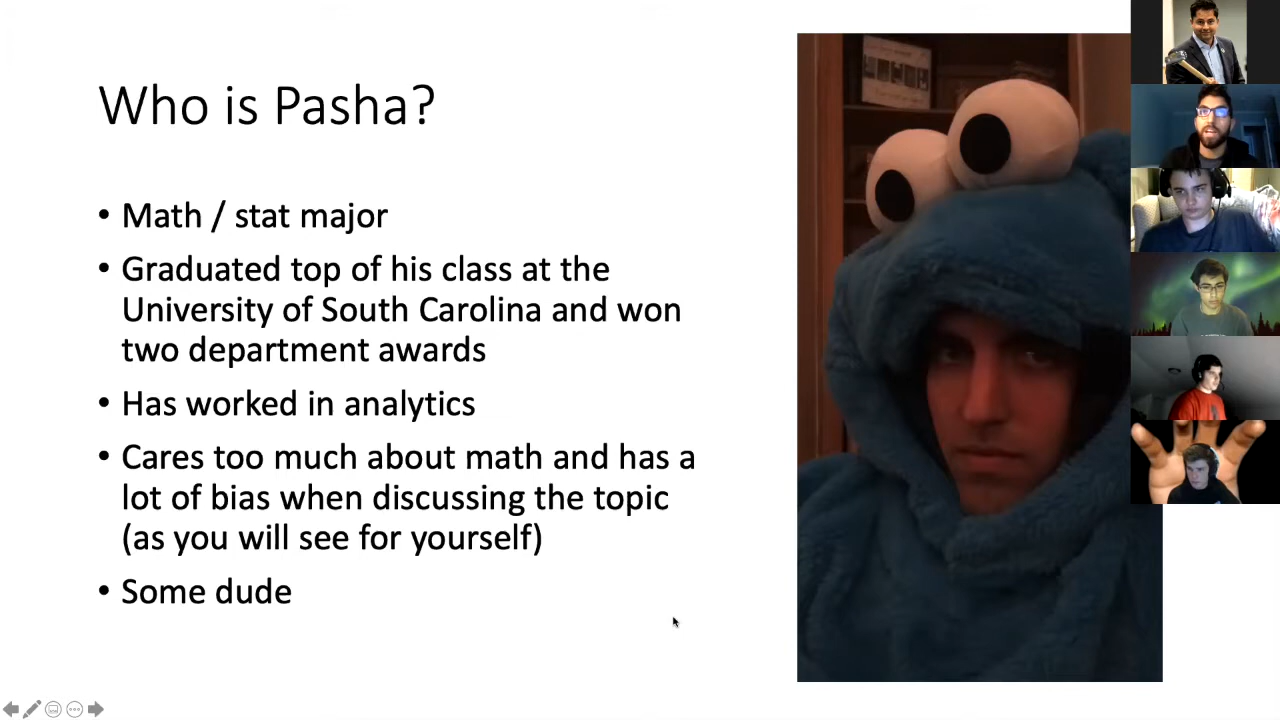 Who is Pasha?
• Math / stat major
• Graduated top of his class at the
University of South Carolina and won
two department awards
• Has worked in analytics
• Cares too much about math and has a
lot of bias when discussing the topic
(as you will see for yourself)
• Some dude